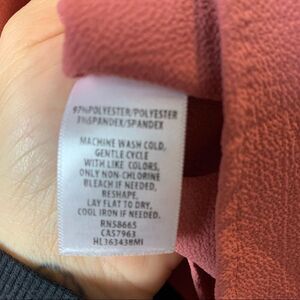 97%POLYESTER/POLYESTER
3%SPANDEX/SPANDEX
MACHINE WASH COLD,
GENTLE CYCLE
WITH LIKE COLORS,
ONLY NON-CHLORINE
BLEACH IF NEEDED,
RESHAPE,
LAY FLAT TO DRY,
COOL IRON IF NEEDED.
RN58665
CA57963
HL363438MI